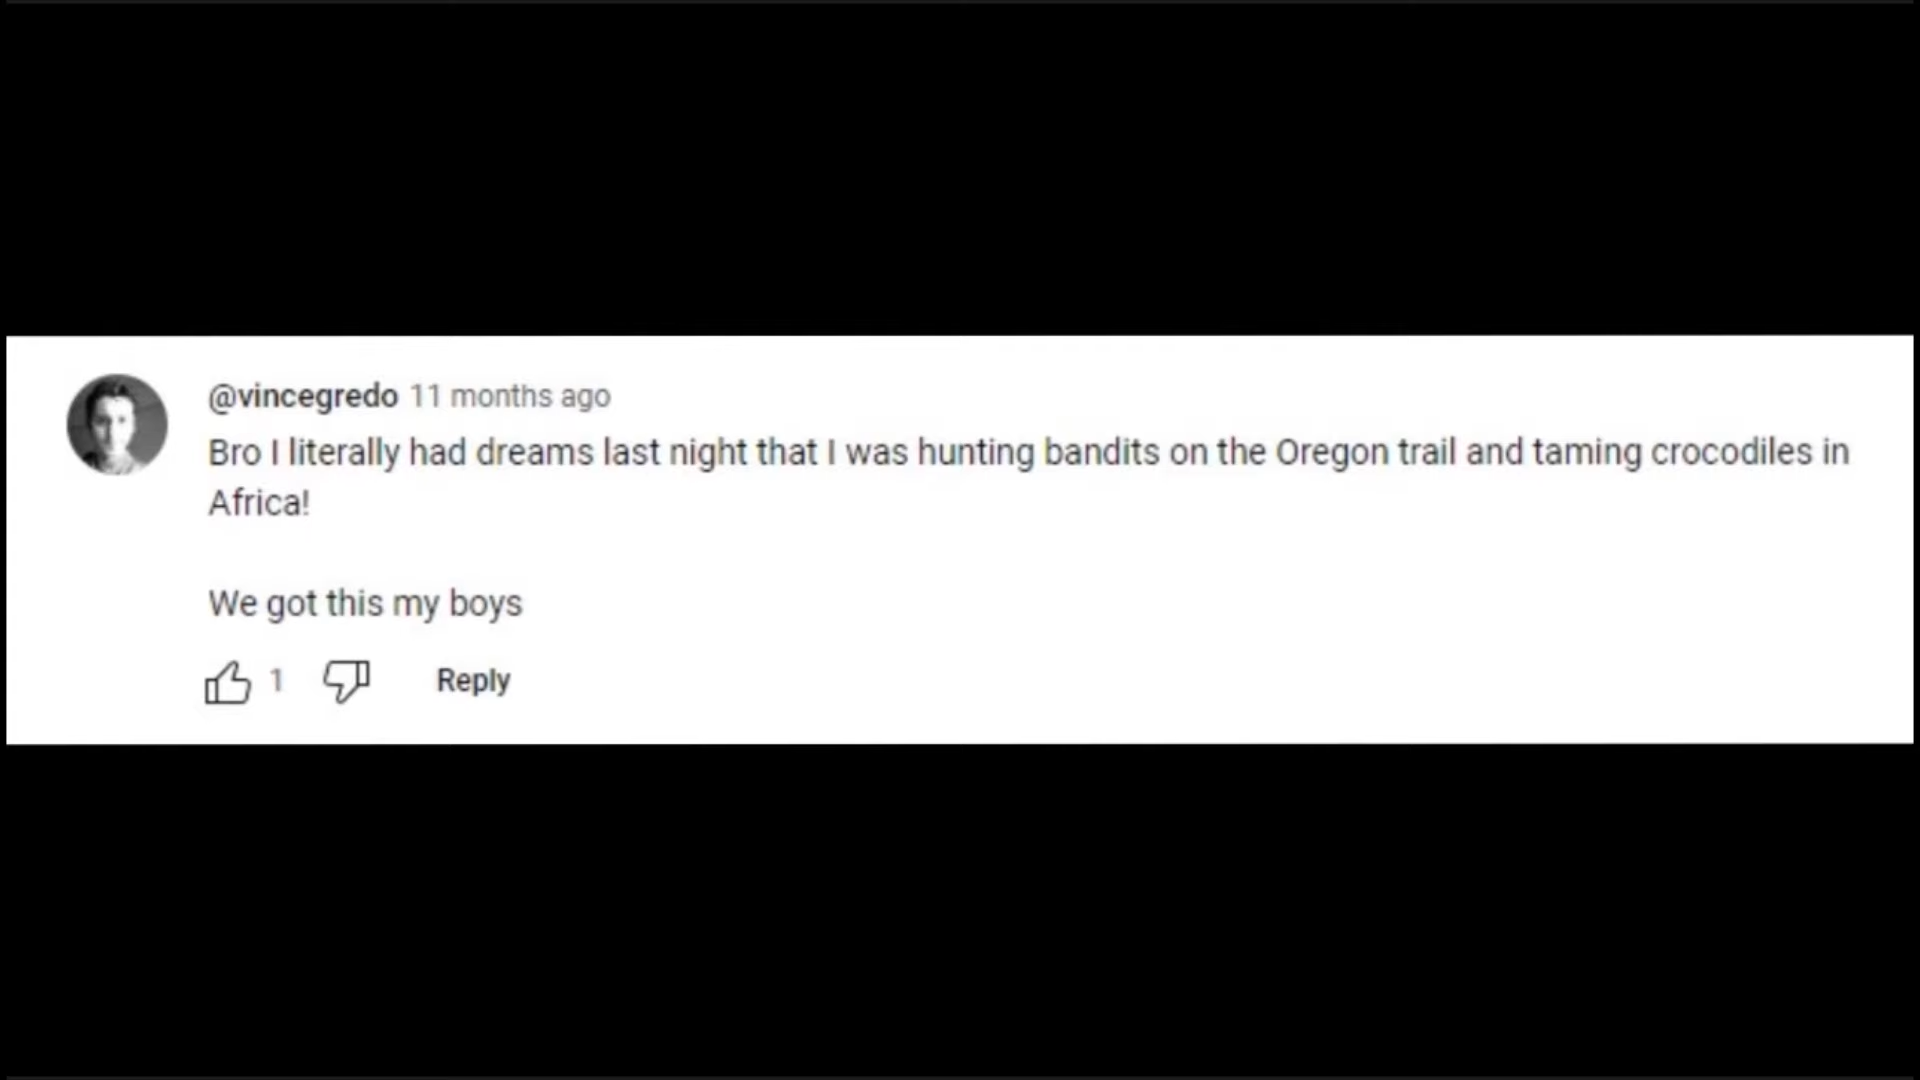 @vincegredo 11 months ago
Bro I literally had dreams last night that I was hunting bandits on the Oregon trail and taming crocodiles in
Africa!
We got this my boys
1 Reply